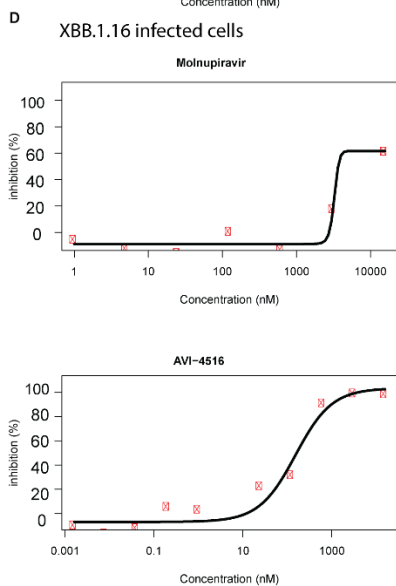 Concentration (nM)
D
XBB.1.16 infected cells
Molnupiravir
inhibition (%)
100
80
60
40
20
0
1 10 100 1000 10000
Concentration (nM)
AVI−4516
inhibition (%)
100
80
60
40
20
0
0.001 0.1 10 1000
Concentration (nM)